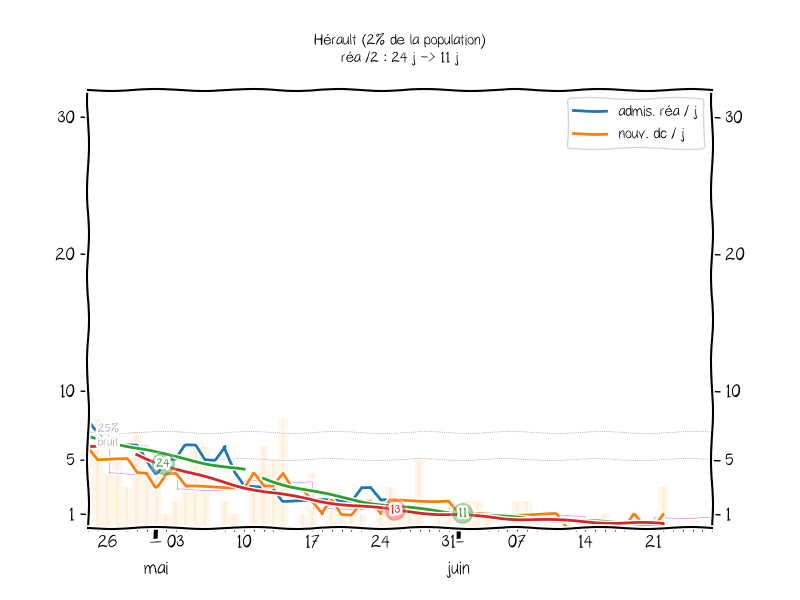 Hérault (2% de la population)
réa /2 : 24 j -> 11 j
admis. réa / j
nouv. dc / j
30 30
20 20
10 10
25%
bruit
24
5 5
13 11
1 1
26 03 10 17 24 31 07 14 21
mai juin